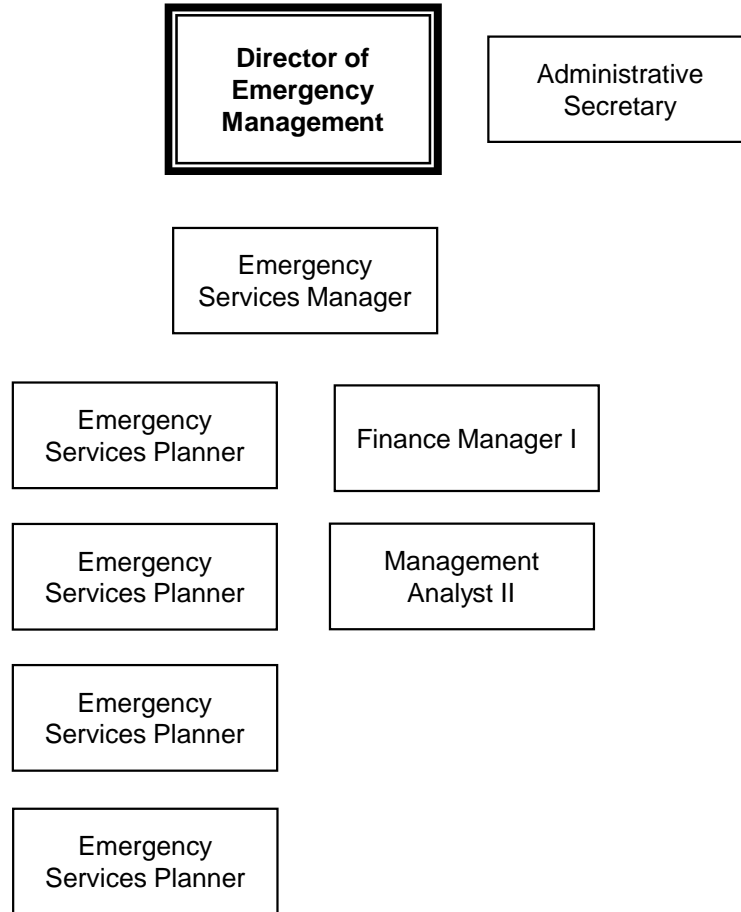 Director of
Emergency
Management
Administrative
Secretary
Emergency
Services Manager
Emergency
Services Planner
Finance Manager I
Emergency
Services Planner
Management
Analyst II
Emergency
Services Planner
Emergency
Services Planner